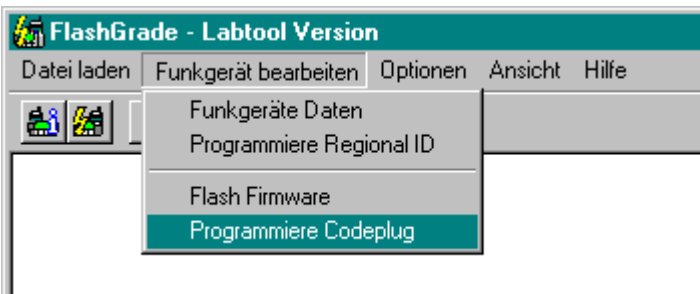 FlashGrade - Labtool Version
Datei laden Funkgerät bearbeiten Optionen Ansicht Hilfe
Funkgeräte Daten
Programmiere Regional ID
Flash Firmware
Programmiere Codeplug